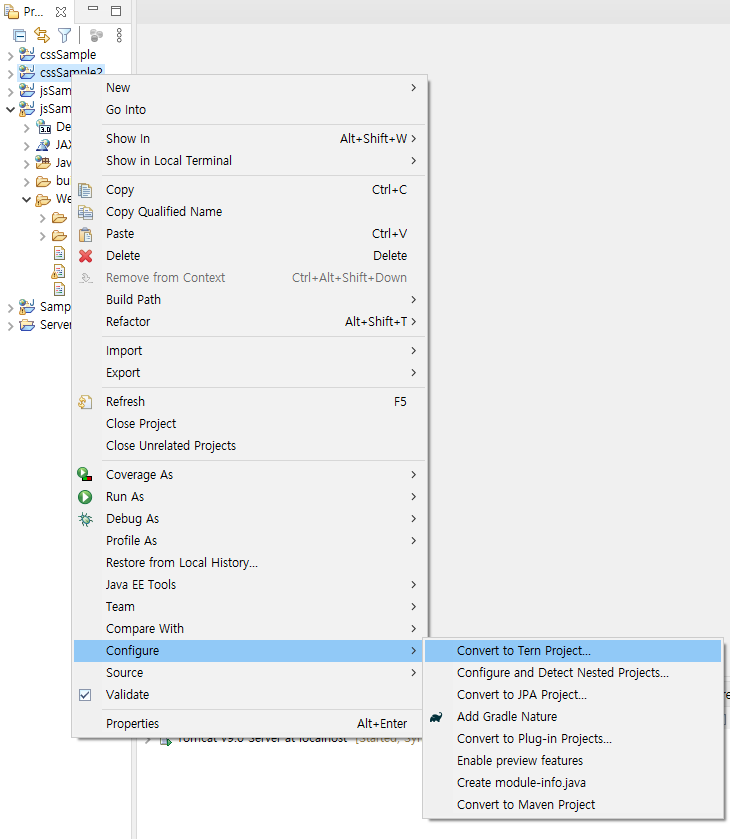 Pr...
cssSample
cssSample2
jsSam
jsSam
De
JAX
Jav
bu
We
Samp
Server
New
Go Into
Show In Alt+Shift+W
Show in Local Terminal
Copy Ctrl+C
Copy Qualified Name
Paste Ctrl+V
Delete Delete
Remove from Context Ctrl+Alt+Shift+Down
Build Path
Refactor Alt+Shift+T
Import
Export
Refresh F5
Close Project
Close Unrelated Projects
Coverage As
Run As
Debug As
Profile As
Restore from Local History...
Java EE Tools
Team
Compare With
Configure
Source
Validate
Properties Alt+Enter
Convert to Tern Project...
Configure and Detect Nested Projects...
Convert to JPA Project...
Add Gradle Nature
Convert to Plug-in Projects...
Enable preview features
Create module-info.java
Convert to Maven Project
Tomcat v9.0 Server at localhost [Started, Syn